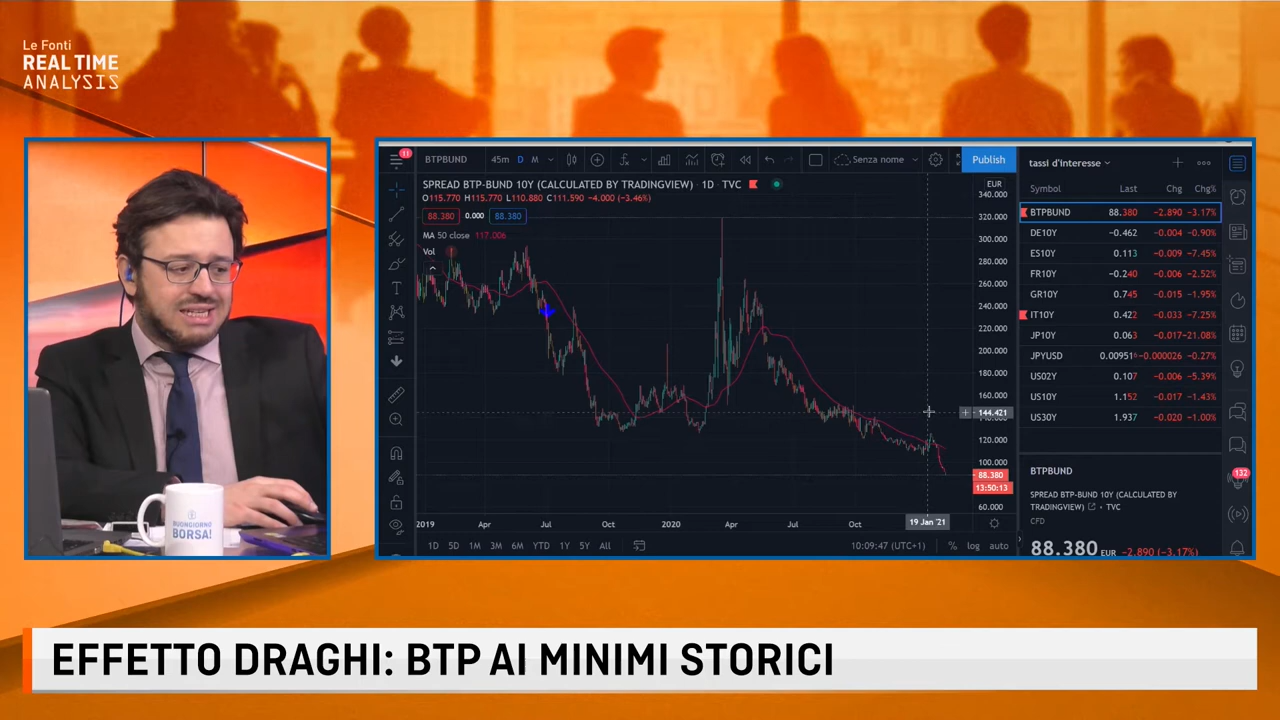 Le Fonti
REAL TIME
ANALYSIS
11
BTPBUND 45m D M Senza nome Publish
SPREAD BTP-BUND 10Y (CALCULATED BY TRADINGVIEW) · 1D · TVC
O115.770 H115.770 L110.880 C111.590 −4.000 (−3.46%)
88.380 0.000 88.380
MA 50 close 117.006
Vol
EUR
340.000
320.000
300.000
280.000
260.000
240.000
220.000
200.000
180.000
160.000
144.421
120.000
100.000
88.380
13:50:13
60.000
2019 Apr Jul Oct 2020 Apr Jul Oct 19 Jan '21
1D 5D 1M 3M 6M YTD 1Y 5Y All 10:09:47 (UTC+1) % log auto
tassi d'interesse
Symbol Last Chg Chg%
BTPBUND 88.380 −2.890 −3.17%
DE10Y −0.462 −0.004 −0.90%
ES10Y 0.113 −0.009 −7.45%
FR10Y −0.240 −0.006 −2.52%
GR10Y 0.745 −0.015 −1.95%
IT10Y 0.422 −0.033 −7.25%
JP10Y 0.063 −0.017 −21.08%
JPYUSD 0.00951⁶ −0.000026 −0.27%
US02Y 0.107 −0.006 −5.39%
US10Y 1.152 −0.017 −1.43%
US30Y 1.937 −0.020 −1.00%
BTPBUND
SPREAD BTP-BUND 10Y (CALCULATED BY
TRADINGVIEW) · TVC
CFD
88.380 EUR −2.890 (−3.17%)
132
BUONGIORNO
BORSA!
EFFETTO DRAGHI: BTP AI MINIMI STORICI